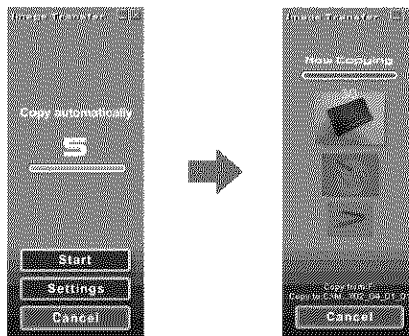 Image Transfer
Copy automatically
5
Start
Settings
Cancel
Image Transfer
Now Copying
Copy from F
Cancel